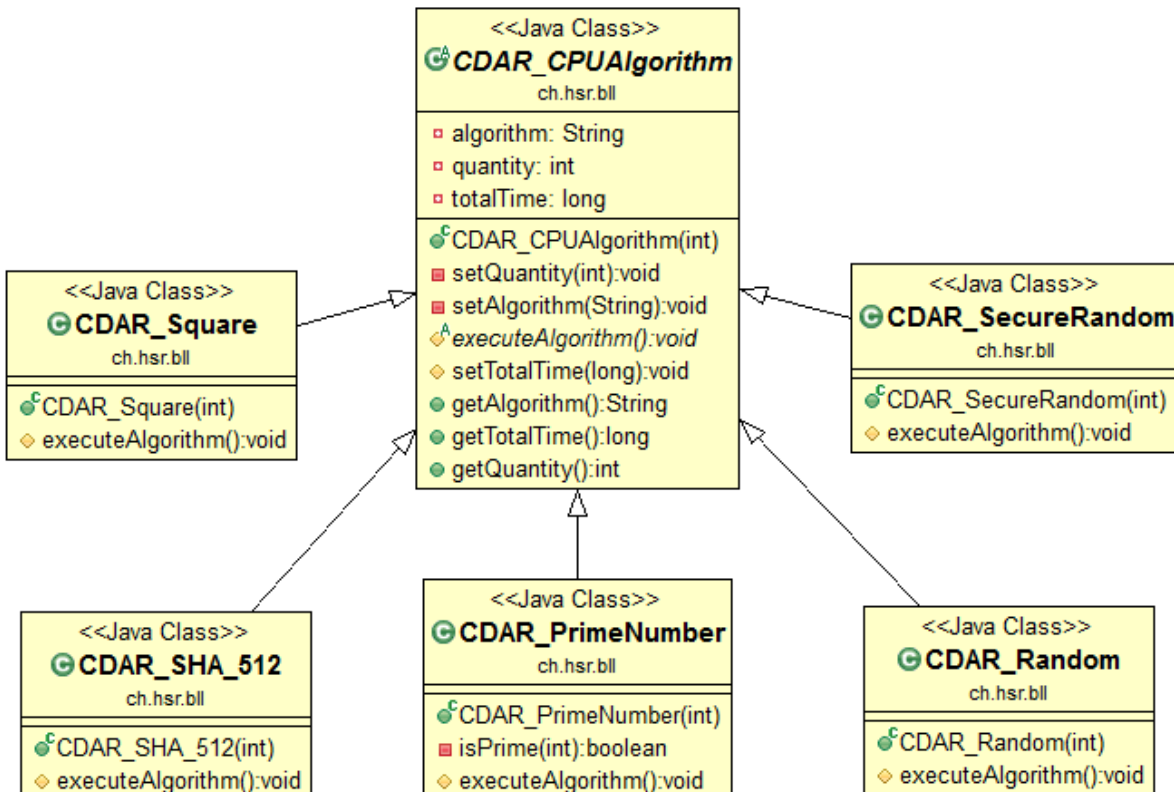 <<Java Class>>
CDAR_CPUAlgorithm
ch.hsr.bll
algorithm: String
quantity: int
totalTime: long
CDAR_CPUAlgorithm(int)
setQuantity(int):void
setAlgorithm(String):void
executeAlgorithm():void
setTotalTime(long):void
getAlgorithm():String
getTotalTime():long
getQuantity():int
<<Java Class>>
CDAR_Square
ch.hsr.bll
CDAR_Square(int)
executeAlgorithm():void
<<Java Class>>
CDAR_SecureRandom
ch.hsr.bll
CDAR_SecureRandom(int)
executeAlgorithm():void
<<Java Class>>
CDAR_SHA_512
ch.hsr.bll
CDAR_SHA_512(int)
executeAlgorithm():void
<<Java Class>>
CDAR_PrimeNumber
ch.hsr.bll
CDAR_PrimeNumber(int)
isPrime(int):boolean
executeAlgorithm():void
<<Java Class>>
CDAR_Random
ch.hsr.bll
CDAR_Random(int)
executeAlgorithm():void